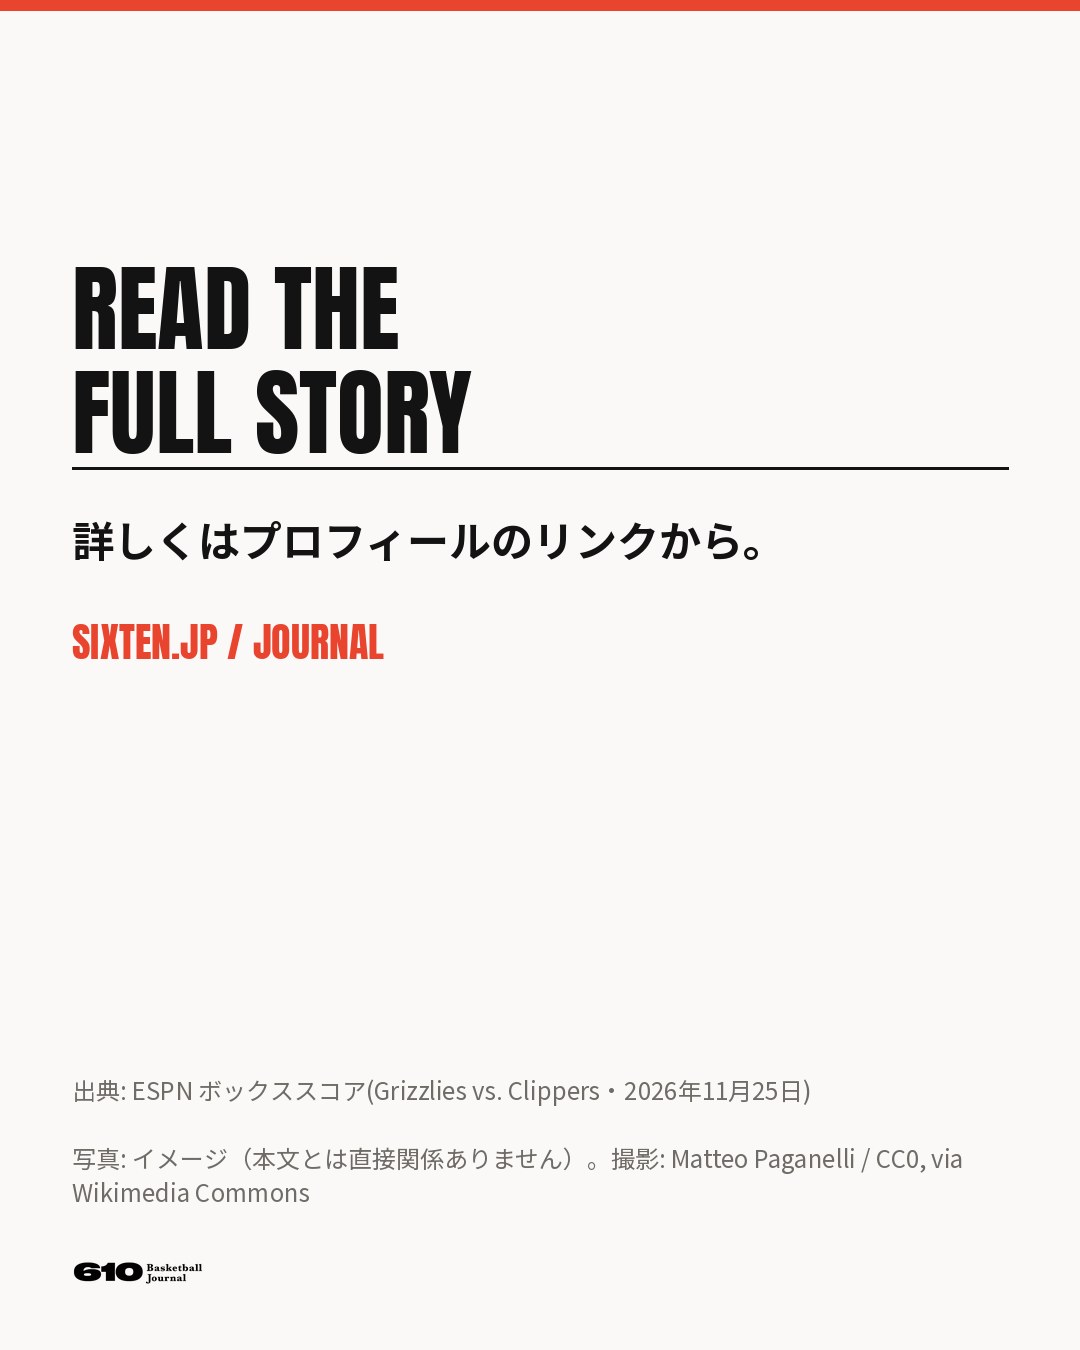 READ THE
FULL STORY
詳しくはプロフィールのリンクから。
SIXTEN.JP / JOURNAL
出典: ESPN ボックススコア(Grizzlies vs. Clippers・2026年11月25日)
写真: イメージ（本文とは直接関係ありません）。撮影: Matteo Paganelli / CC0, via
Wikimedia Commons
610 Basketball
Journal